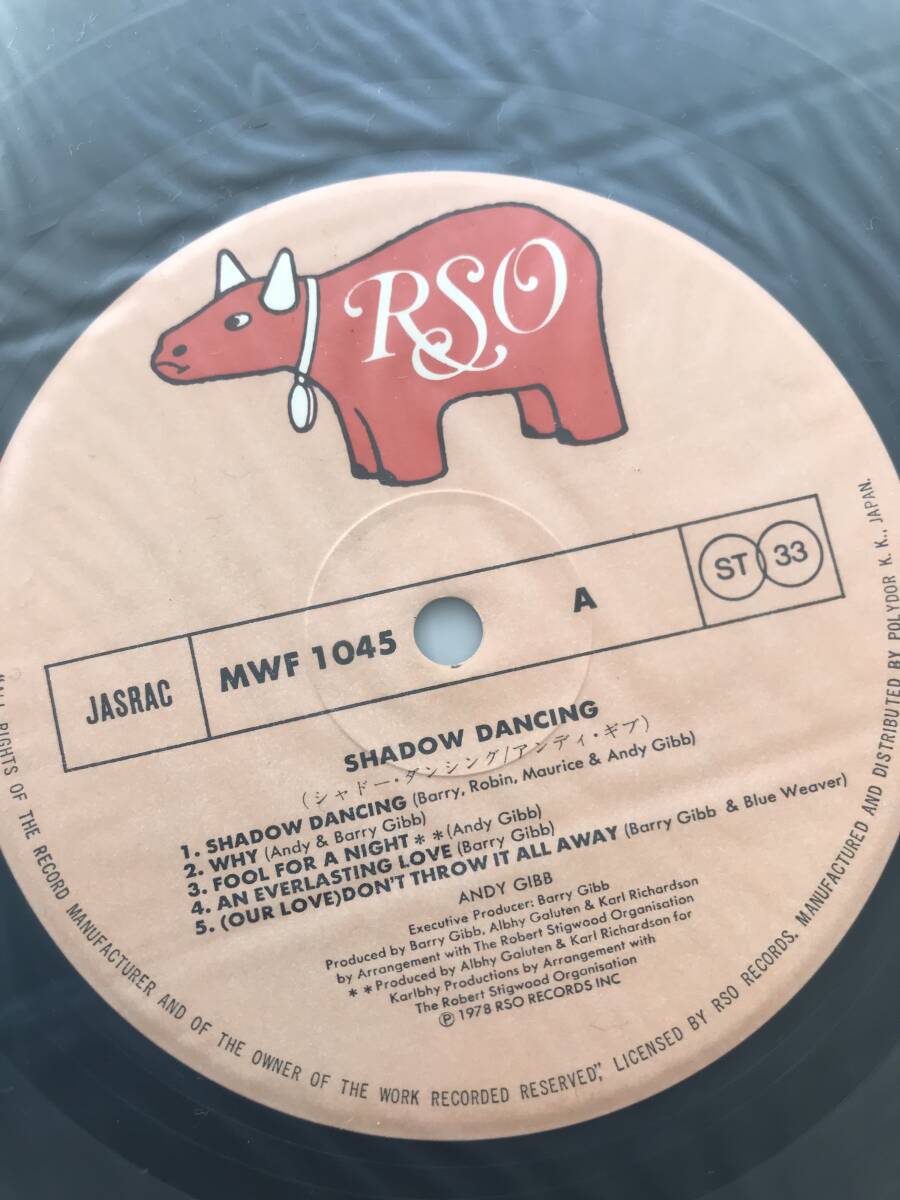 RSO
JASRAC
MWF 1045
A
ST 33
SHADOW DANCING
(シャドー・ダンシング/アンディ・ギブ)
1. SHADOW DANCING (Barry, Robin, Maurice & Andy Gibb)
2. WHY (Andy & Barry Gibb)
3. FOOL FOR A NIGHT** (Andy Gibb)
4. AN EVERLASTING LOVE (Barry Gibb)
5. (OUR LOVE)DON'T THROW IT ALL AWAY (Barry Gibb & Blue Weaver)
ANDY GIBB
Executive Producer: Barry Gibb
Produced by Barry Gibb, Albhy Galuten & Karl Richardson
by Arrangement with The Robert Stigwood Organisation
**Produced by Albhy Galuten & Karl Richardson for
Karlbhy Productions by Arrangement with
The Robert Stigwood Organisation
Ⓟ 1978 RSO RECORDS INC
"ALL RIGHTS OF THE RECORD MANUFACTURER AND OF THE OWNER OF THE WORK RECORDED RESERVED", LICENSED BY RSO RECORDS. MANUFACTURED AND DISTRIBUTED BY POLYDOR K. K., JAPAN.